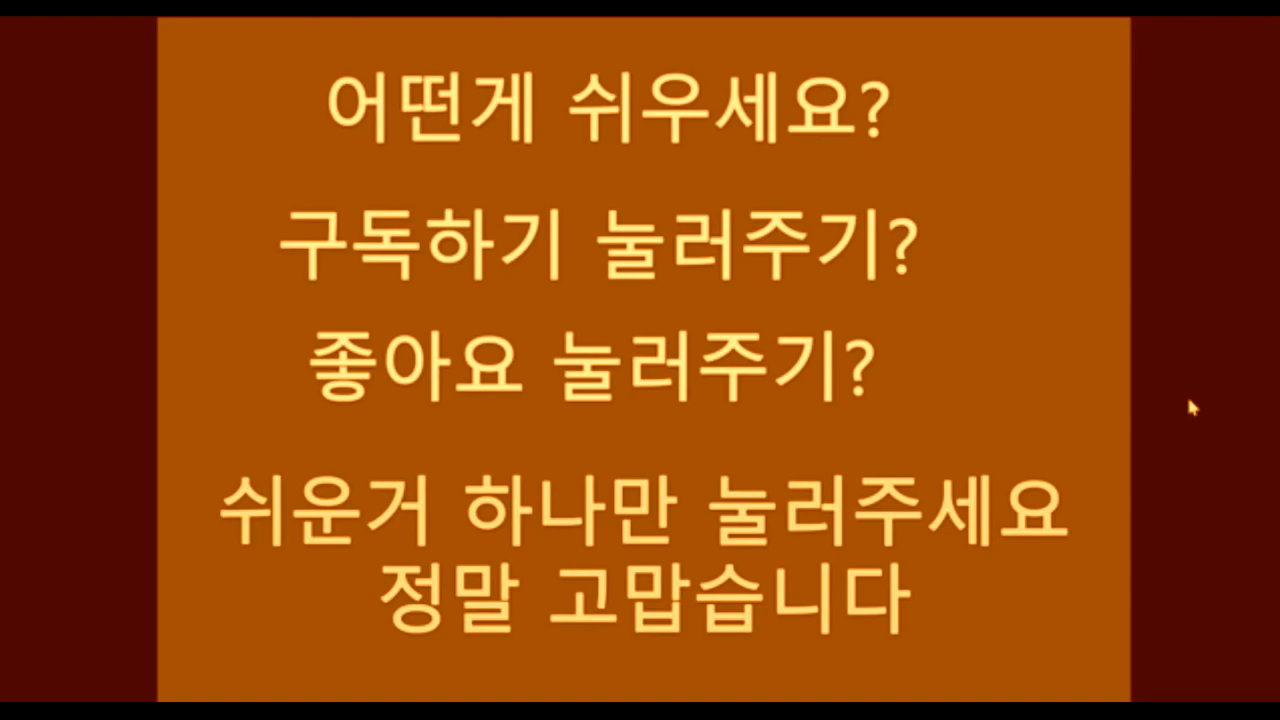 어떤게 쉬우세요?
구독하기 눌러주기?
좋아요 눌러주기?
쉬운거 하나만 눌러주세요
정말 고맙습니다